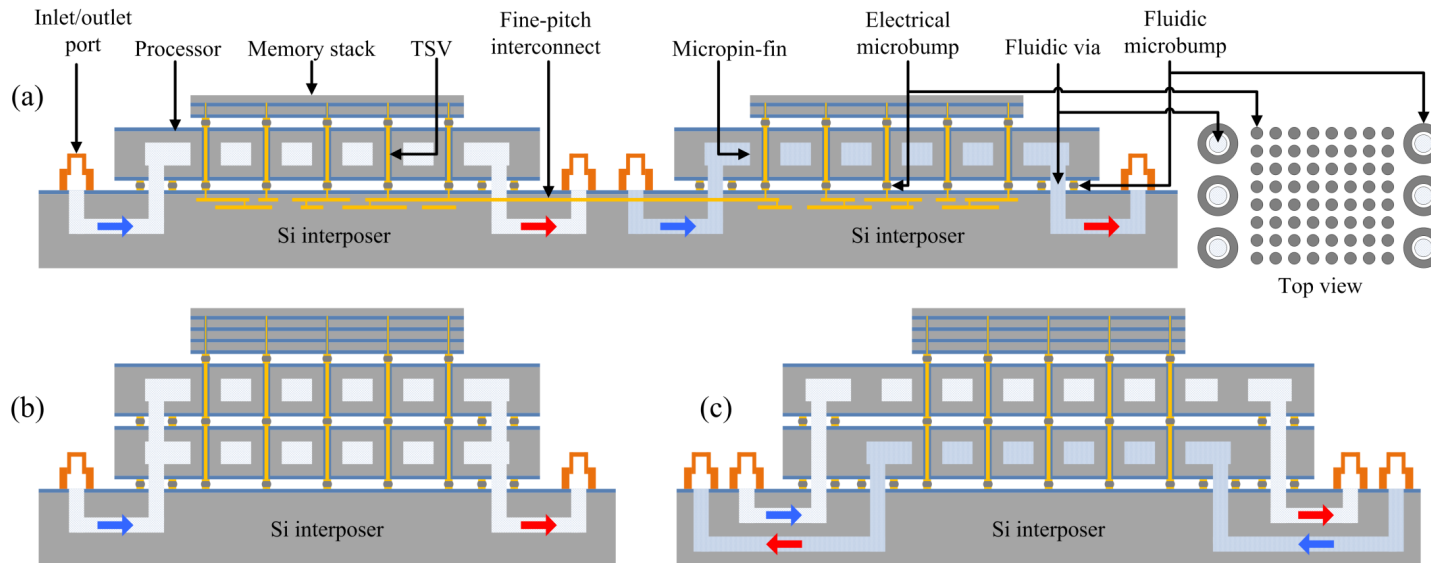 Inlet/outlet
port
Processor
Memory stack
TSV
Fine-pitch
interconnect
Micropin-fin
Electrical
microbump
Fluidic via
Fluidic
microbump
(a)
Si interposer
Si interposer
Top view
(b)
Si interposer
(c)
Si interposer